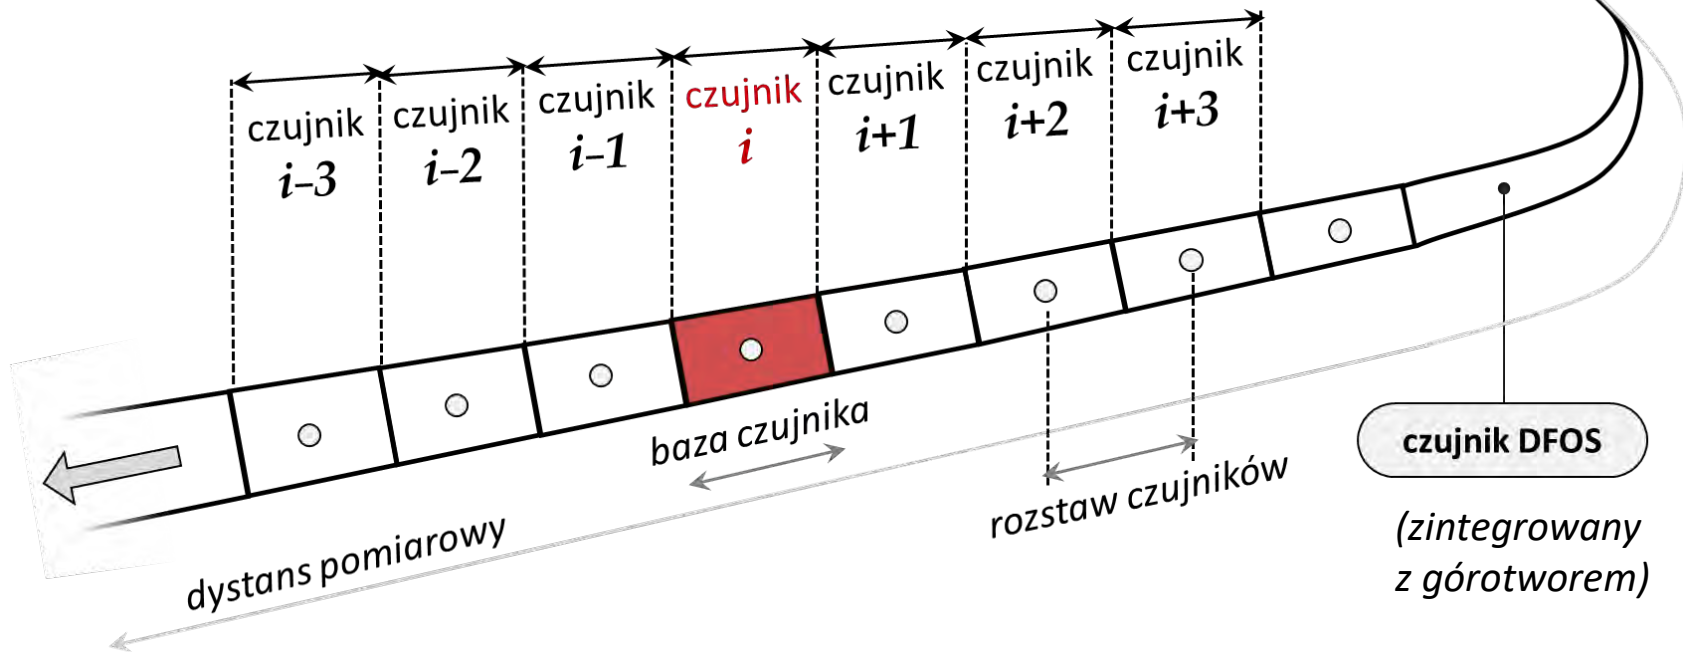 czujnik
i–3
czujnik
i–2
czujnik
i–1
czujnik
i
czujnik
i+1
czujnik
i+2
czujnik
i+3
baza czujnika
rozstaw czujników
dystans pomiarowy
czujnik DFOS
(zintegrowany
z górotworem)